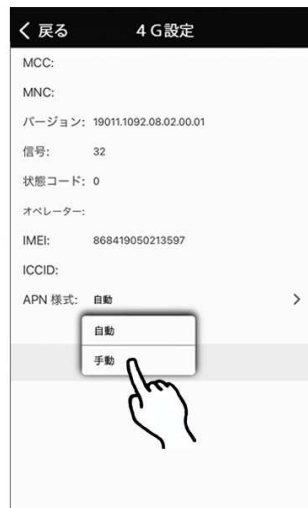 戻る 4G設定
MCC:
MNC:
バージョン: 19011.1092.08.02.00.01
信号: 32
状態コード: 0
オペレーター:
IMEI: 868419050213597
ICCID:
APN 様式: 自動
自動
手動